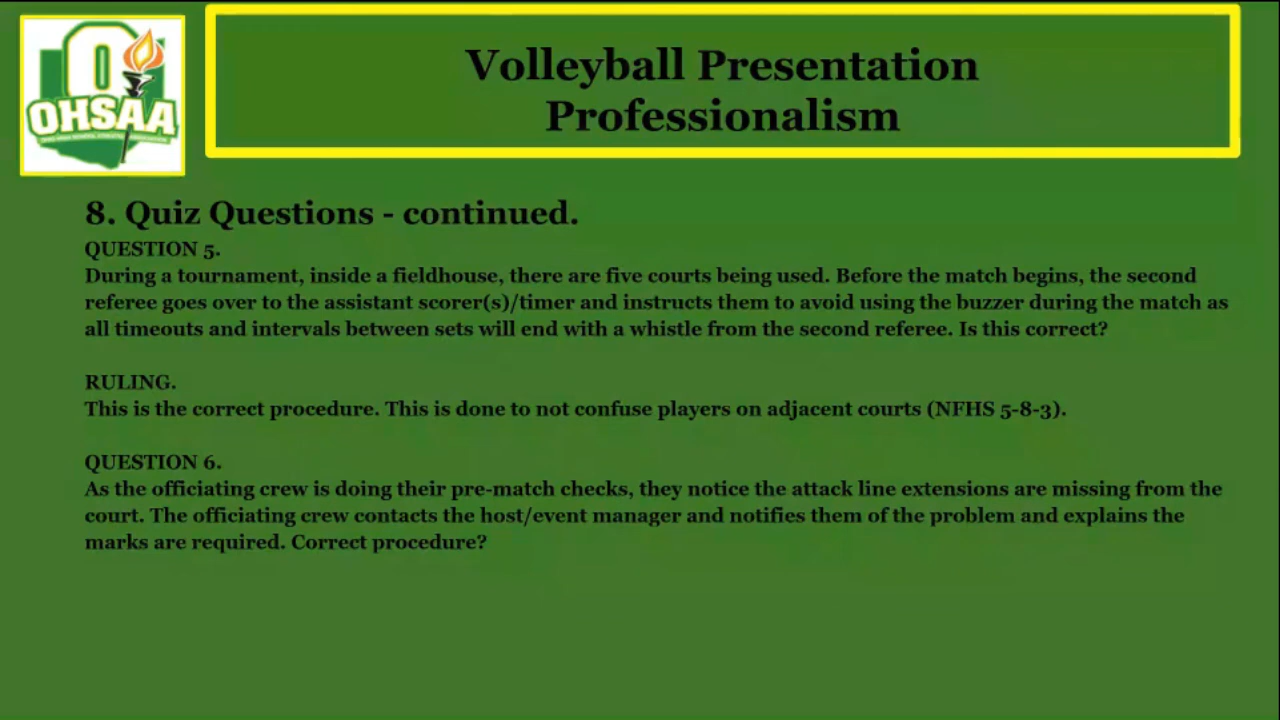 OHSAA
Volleyball Presentation
Professionalism
8. Quiz Questions - continued.
QUESTION 5.
During a tournament, inside a fieldhouse, there are five courts being used. Before the match begins, the second
referee goes over to the assistant scorer(s)/timer and instructs them to avoid using the buzzer during the match as
all timeouts and intervals between sets will end with a whistle from the second referee. Is this correct?
RULING.
This is the correct procedure. This is done to not confuse players on adjacent courts (NFHS 5-8-3).
QUESTION 6.
As the officiating crew is doing their pre-match checks, they notice the attack line extensions are missing from the
court. The officiating crew contacts the host/event manager and notifies them of the problem and explains the
marks are required. Correct procedure?